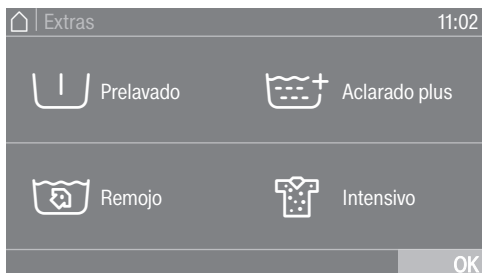 Extras 11:02
Prelavado Aclarado plus
Remojo Intensivo
OK